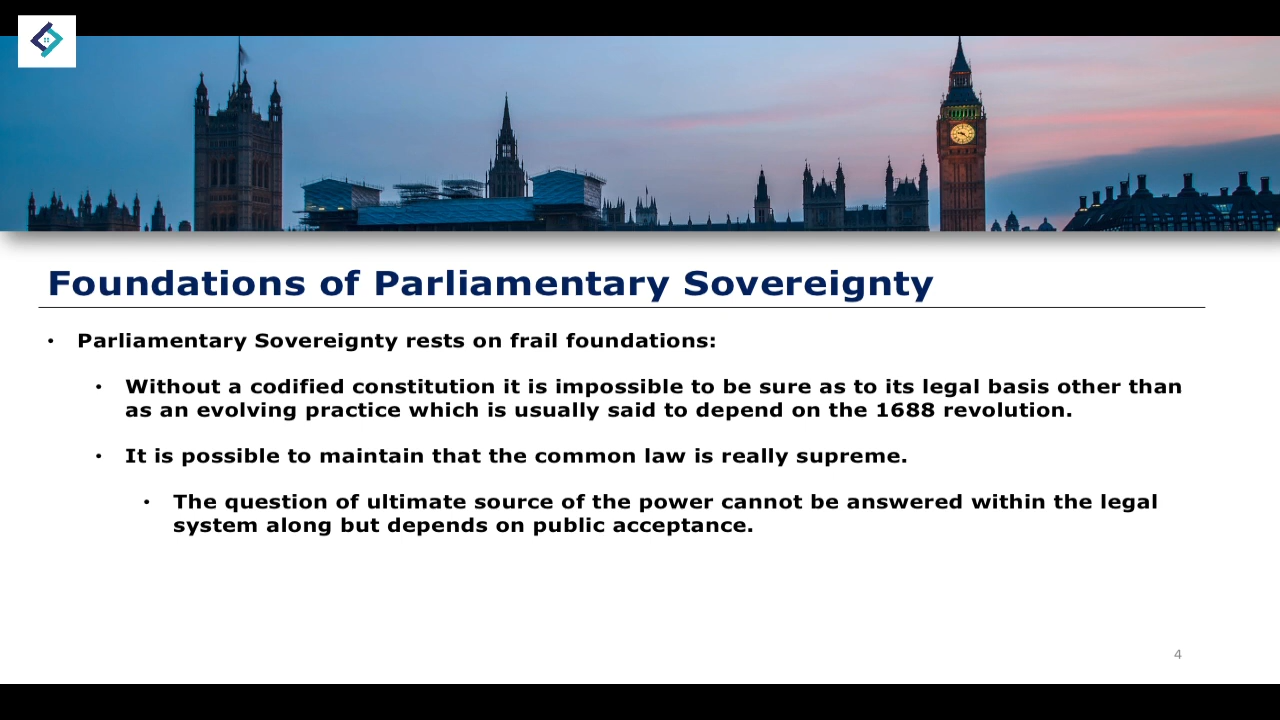 Foundations of Parliamentary Sovereignty
• Parliamentary Sovereignty rests on frail foundations:
• Without a codified constitution it is impossible to be sure as to its legal basis other than
as an evolving practice which is usually said to depend on the 1688 revolution.
• It is possible to maintain that the common law is really supreme.
• The question of ultimate source of the power cannot be answered within the legal
system along but depends on public acceptance.
4